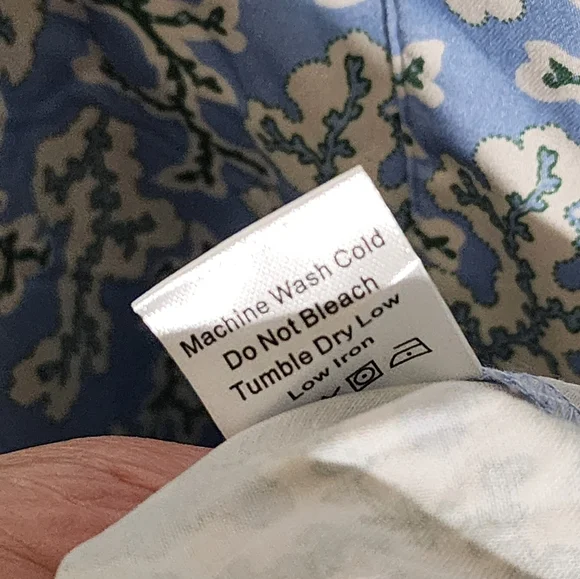 Machine Wash Cold
Do Not Bleach
Tumble Dry Low
Low Iron